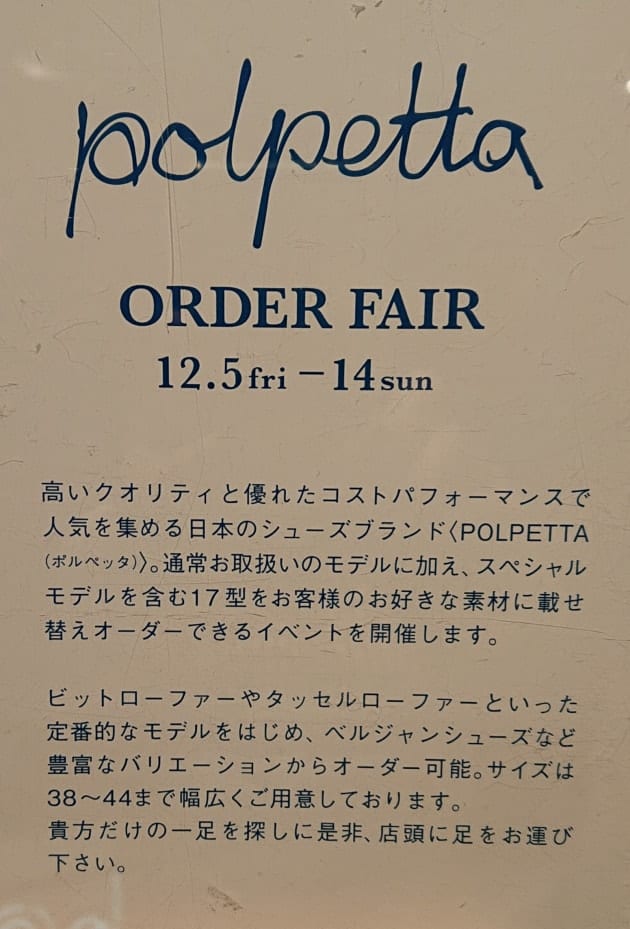 polpetta
ORDER FAIR
12.5fri－14sun
高いクオリティと優れたコストパフォーマンスで
人気を集める日本のシューズブランド〈POLPETTA
（ポルペッタ）〉。通常お取扱いのモデルに加え、スペシャル
モデルを含む17型をお客様のお好きな素材に載せ
替えオーダーできるイベントを開催します。
ビットローファーやタッセルローファーといった
定番的なモデルをはじめ、ベルジャンシューズなど
豊富なバリエーションからオーダー可能。サイズは
38〜44まで幅広くご用意しております。
貴方だけの一足を探しに是非、店頭に足をお運び
下さい。